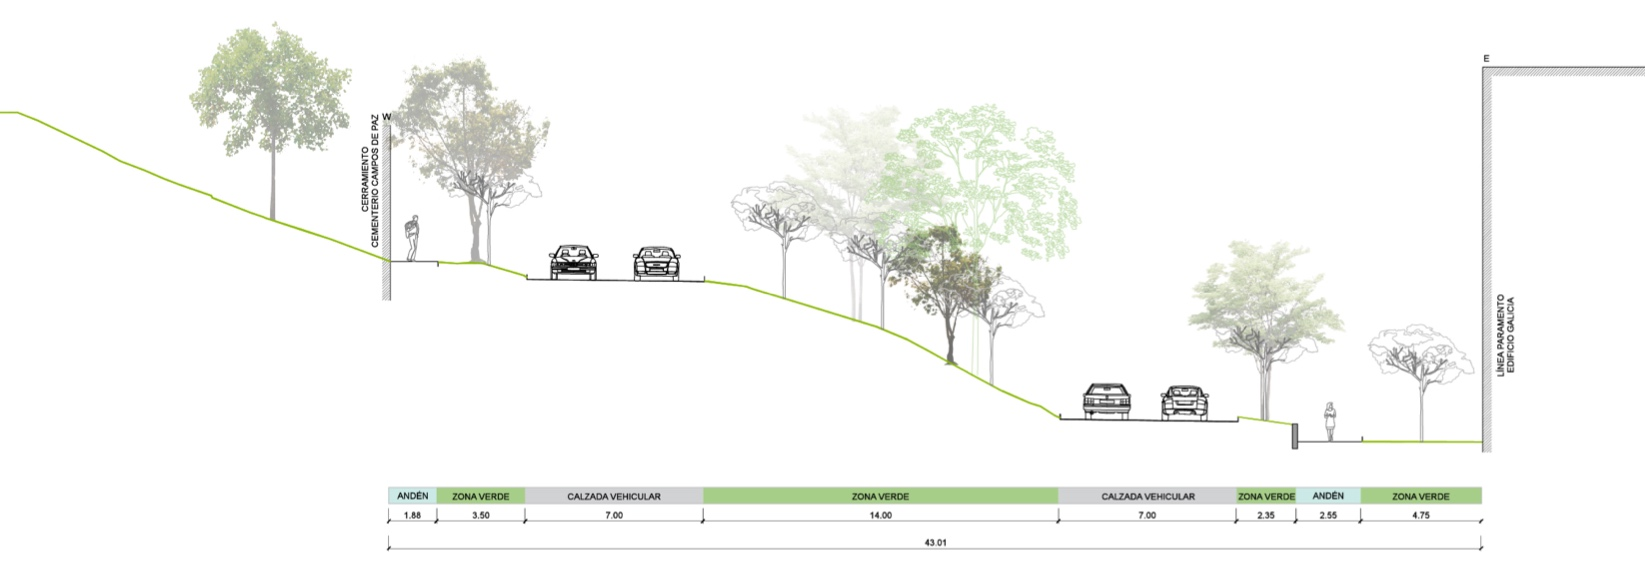 E
W
CERRAMIENTO
CEMENTERIO CAMPOS DE PAZ
LÍNEA PARAMENTO
EDIFICIO GALICIA
ANDÉN ZONA VERDE CALZADA VEHICULAR ZONA VERDE CALZADA VEHICULAR ZONA VERDE ANDÉN ZONA VERDE
1.88 3.50 7.00 14.00 7.00 2.35 2.55 4.75
43.01